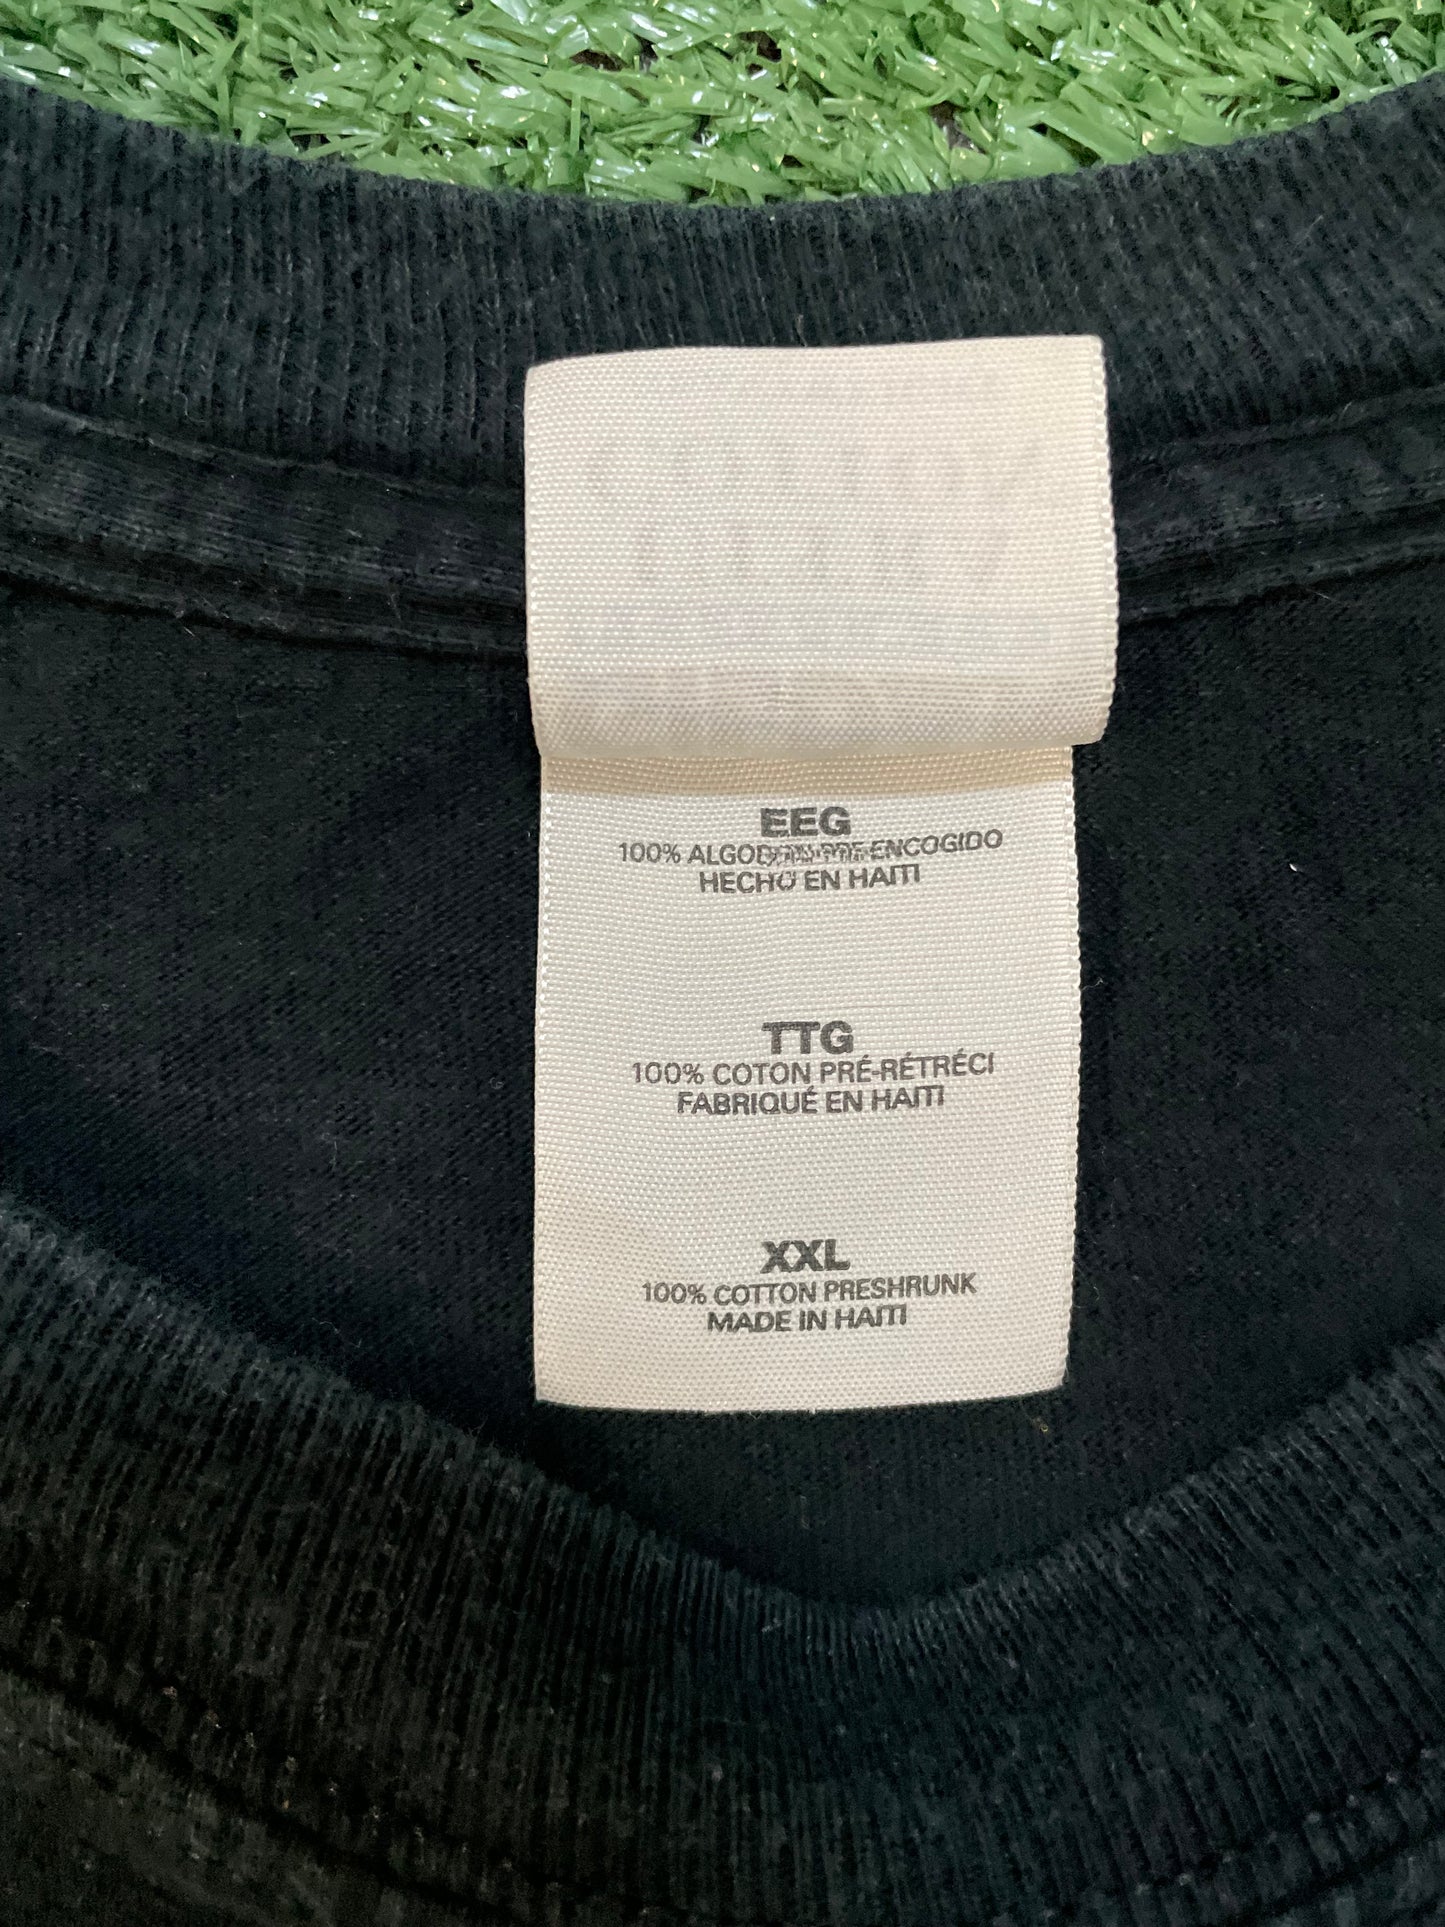 EEG
100% ALGODÓN PRE ENCOGIDO
HECHO EN HAITI
TTG
100% COTON PRÉ-RÉTRÉCI
FABRIQUÉ EN HAITI
XXL
100% COTTON PRESHRUNK
MADE IN HAITI